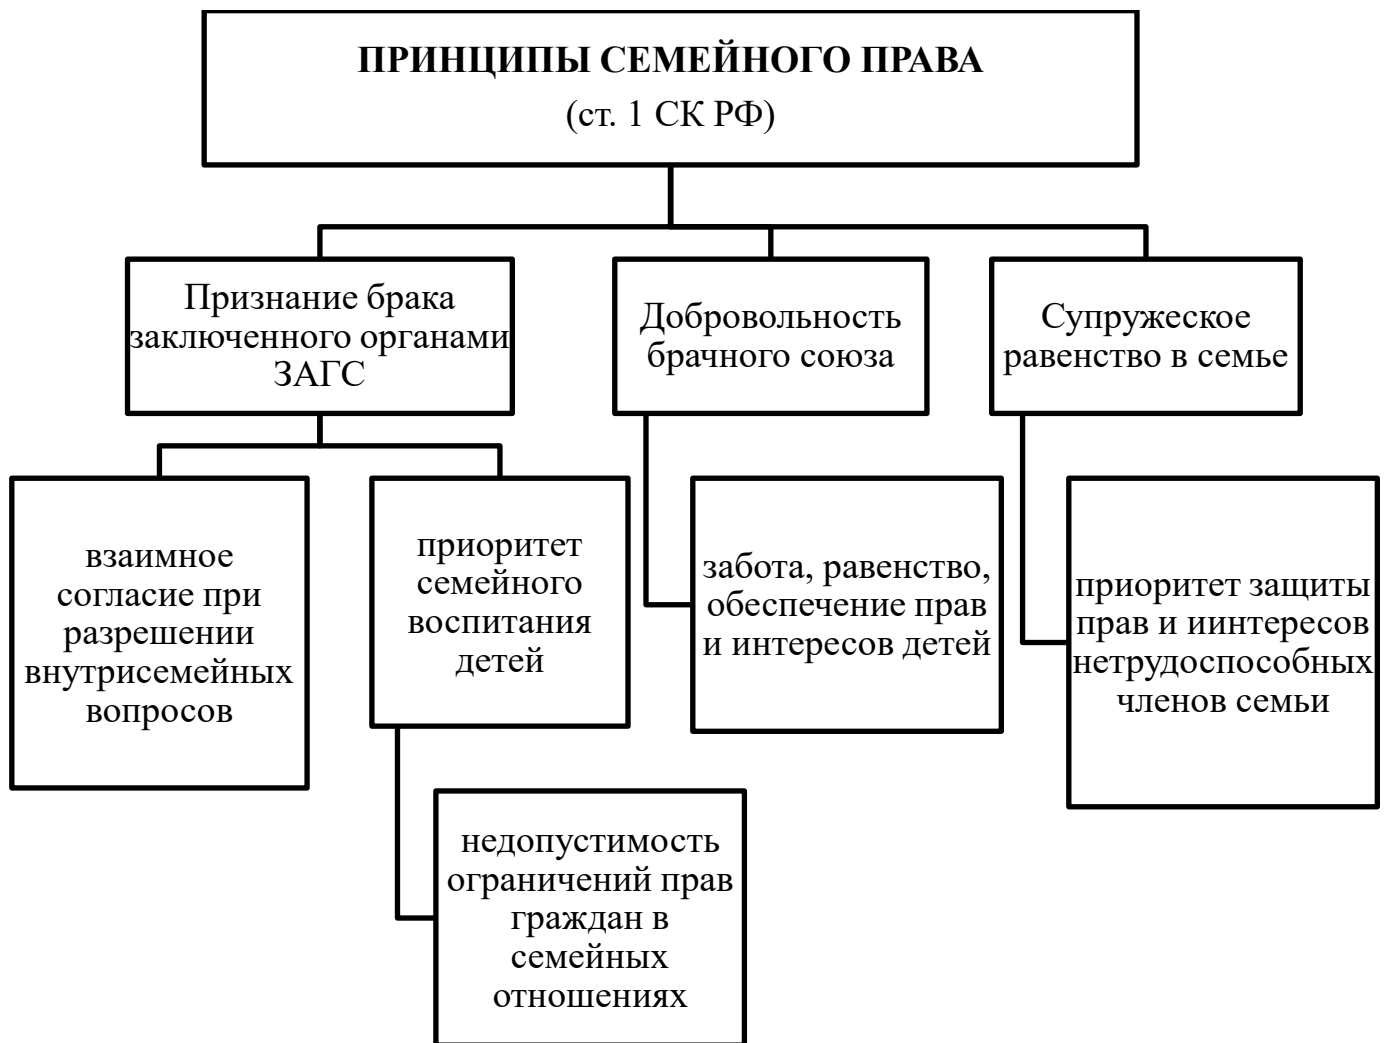 ПРИНЦИПЫ СЕМЕЙНОГО ПРАВА
(ст. 1 СК РФ)
Признание брака
заключенного органами
ЗАГС
Добровольность
брачного союза
Супружеское
равенство в семье
взаимное
согласие при
разрешении
внутрисемейных
вопросов
приоритет
семейного
воспитания
детей
забота, равенство,
обеспечение прав
и интересов детей
приоритет защиты
прав и иинтересов
нетрудоспособных
членов семьи
недопустимость
ограничений прав
граждан в
семейных
отношениях